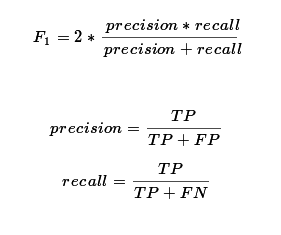 F₁ = 2 * precision * recall / precision + recall
precision = TP / TP + FP
recall = TP / TP + FN